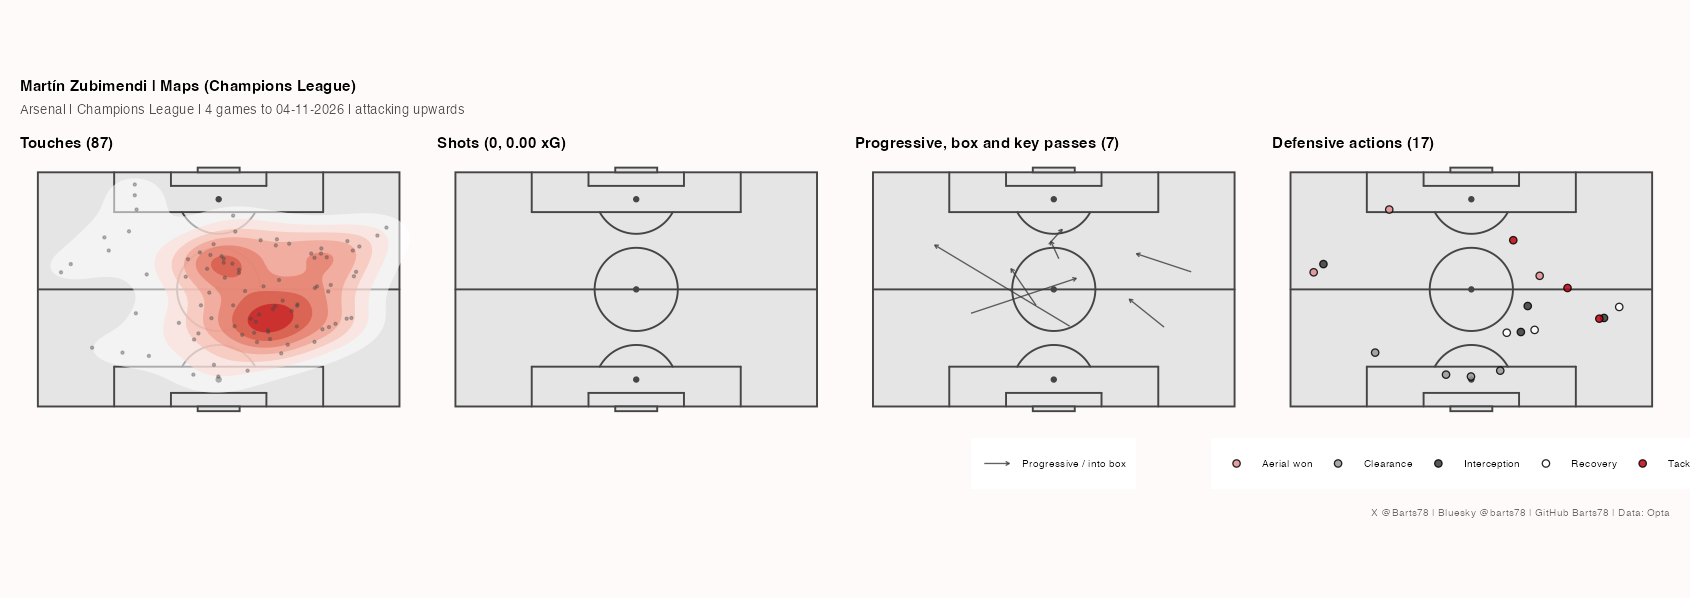 Martín Zubimendi | Maps (Champions League)
Arsenal | Champions League | 4 games to 04-11-2026 | attacking upwards
Touches (87)
Shots (0, 0.00 xG)
Progressive, box and key passes (7)
Defensive actions (17)
Progressive / into box
Aerial won
Clearance
Interception
Recovery
Tack
X @Barts78 | Bluesky @barts78 | GitHub Barts78 | Data: Opta